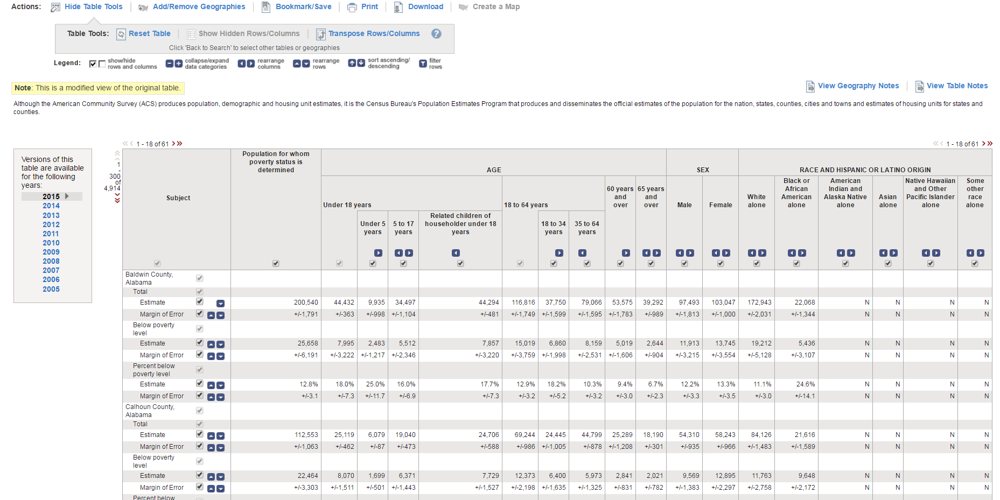 Actions: Hide Table Tools Add/Remove Geographies Bookmark/Save Print Download Create a Map
Table Tools: Reset Table Show Hidden Rows/Columns Transpose Rows/Columns ?
Click 'Back to Search' to select other tables or geographies
Legend: show/hide rows and columns collapse/expand data categories rearrange columns rearrange rows sort ascending/ descending filter rows
Note: This is a modified view of the original table.
View Geography Notes View Table Notes
Although the American Community Survey (ACS) produces population, demographic and housing unit estimates, it is the Census Bureau's Population Estimates Program that produces and disseminates the official estimates of the population for the nation, states, counties, cities and towns and estimates of housing units for states and
counties.
1 - 18 of 61 1 - 18 of 61
Versions of this
table are available
for the following
years:
2015
2014
2013
2012
2011
2010
2009
2008
2007
2006
2005
1
-
300
of
4,914
Subject
Population for whom
poverty status is
determined
AGE
SEX
RACE AND HISPANIC OR LATINO ORIGIN
Under 18 years
Under 5
years
5 to 17
years
Related children of
householder under 18
years
18 to 64 years
18 to 34
years
35 to 64
years
60 years
and
over
65 years
and
over
Male
Female
White
alone
Black or
African
American
alone
American
Indian and
Alaska Native
alone
Asian
alone
Native Hawaiian
and Other
Pacific Islander
alone
Some
other
race
alone
Baldwin County,
Alabama
Total
Estimate 200,540 44,432 9,935 34,497 44,294 116,816 37,750 79,066 53,575 39,292 97,493 103,047 172,943 22,068 N N N N
Margin of Error +/-1,791 +/-363 +/-998 +/-1,104 +/-481 +/-1,749 +/-1,599 +/-1,595 +/-1,783 +/-989 +/-1,813 +/-1,000 +/-2,031 +/-1,344 N N N N
Below poverty
level
Estimate 25,658 7,995 2,483 5,512 7,857 15,019 6,860 8,159 5,019 2,644 11,913 13,745 19,212 5,436 N N N N
Margin of Error +/-6,191 +/-3,222 +/-1,217 +/-2,346 +/-3,220 +/-3,759 +/-1,998 +/-2,531 +/-1,606 +/-904 +/-3,215 +/-3,554 +/-5,128 +/-3,107 N N N N
Percent below
poverty level
Estimate 12.8% 18.0% 25.0% 16.0% 17.7% 12.9% 18.2% 10.3% 9.4% 6.7% 12.2% 13.3% 11.1% 24.6% N N N N
Margin of Error +/-3.1 +/-7.3 +/-11.7 +/-6.9 +/-7.3 +/-3.2 +/-5.2 +/-3.2 +/-3.0 +/-2.3 +/-3.3 +/-3.5 +/-3.0 +/-14.1 N N N N
Calhoun County,
Alabama
Total
Estimate 112,553 25,119 6,079 19,040 24,706 69,244 24,445 44,799 25,289 18,190 54,310 58,243 84,126 21,616 N N N N
Margin of Error +/-1,063 +/-462 +/-87 +/-473 +/-588 +/-986 +/-1,005 +/-878 +/-1,208 +/-301 +/-935 +/-966 +/-1,483 +/-1,589 N N N N
Below poverty
level
Estimate 22,464 8,070 1,699 6,371 7,729 12,373 6,400 5,973 2,841 2,021 9,569 12,895 11,763 9,648 N N N N
Margin of Error +/-3,303 +/-1,511 +/-501 +/-1,443 +/-1,527 +/-2,198 +/-1,635 +/-1,325 +/-831 +/-782 +/-1,383 +/-2,297 +/-2,758 +/-2,172 N N N N
Percent below